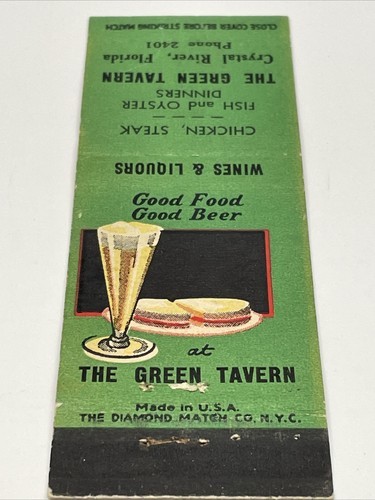 CLOSE COVER BEFORE STRIKING MATCH
Phone 2401
Crystal River, Florida
THE GREEN TAVERN
DINNERS
FISH and OYSTER
CHICKEN, STEAK
WINES & LIQUORS
Good Food
Good Beer
at
THE GREEN TAVERN
Made in U.S.A.
THE DIAMOND MATCH CO. N.Y.C.